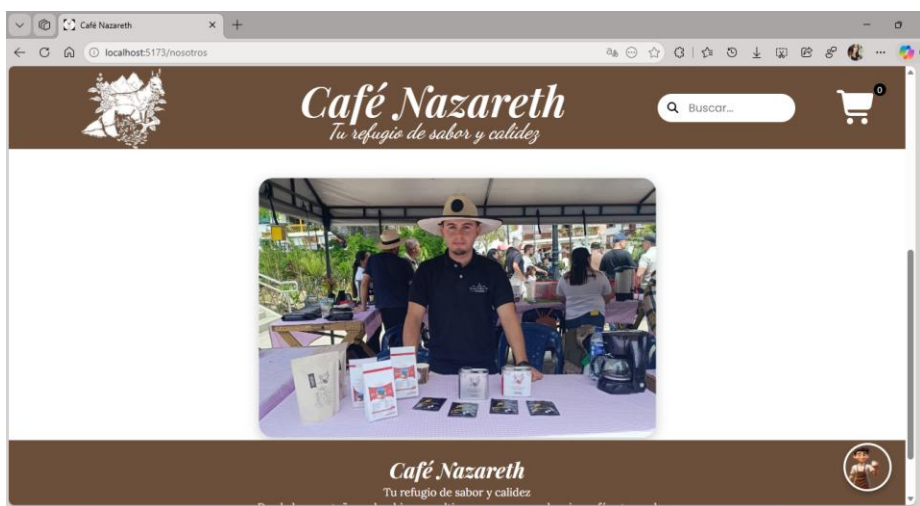 Café Nazareth
localhost:5173/nosotros
Café Nazareth
Tu refugio de sabor y calidez
Buscar...
0
Café Nazareth
Tu refugio de sabor y calidez